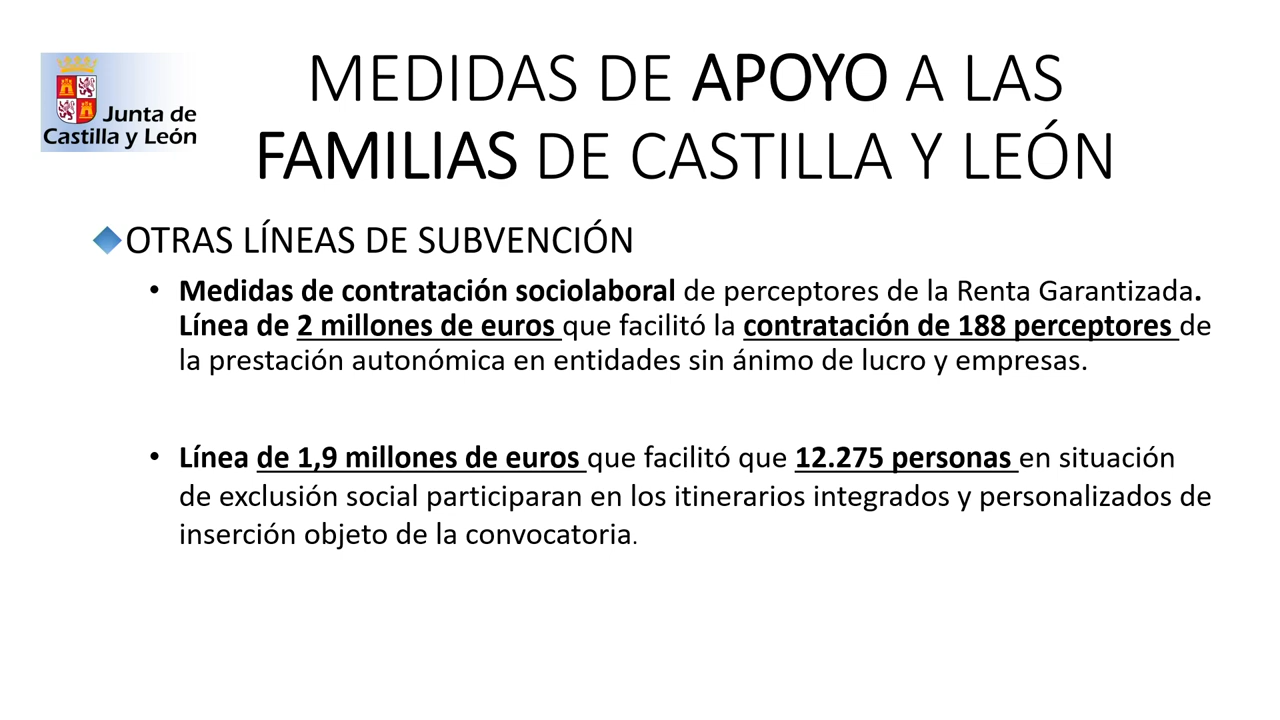 Junta de
Castilla y León
MEDIDAS DE APOYO A LAS
FAMILIAS DE CASTILLA Y LEÓN
OTRAS LÍNEAS DE SUBVENCIÓN
• Medidas de contratación sociolaboral de perceptores de la Renta Garantizada.
Línea de 2 millones de euros que facilitó la contratación de 188 perceptores de
la prestación autonómica en entidades sin ánimo de lucro y empresas.
• Línea de 1,9 millones de euros que facilitó que 12.275 personas en situación
de exclusión social participaran en los itinerarios integrados y personalizados de
inserción objeto de la convocatoria.